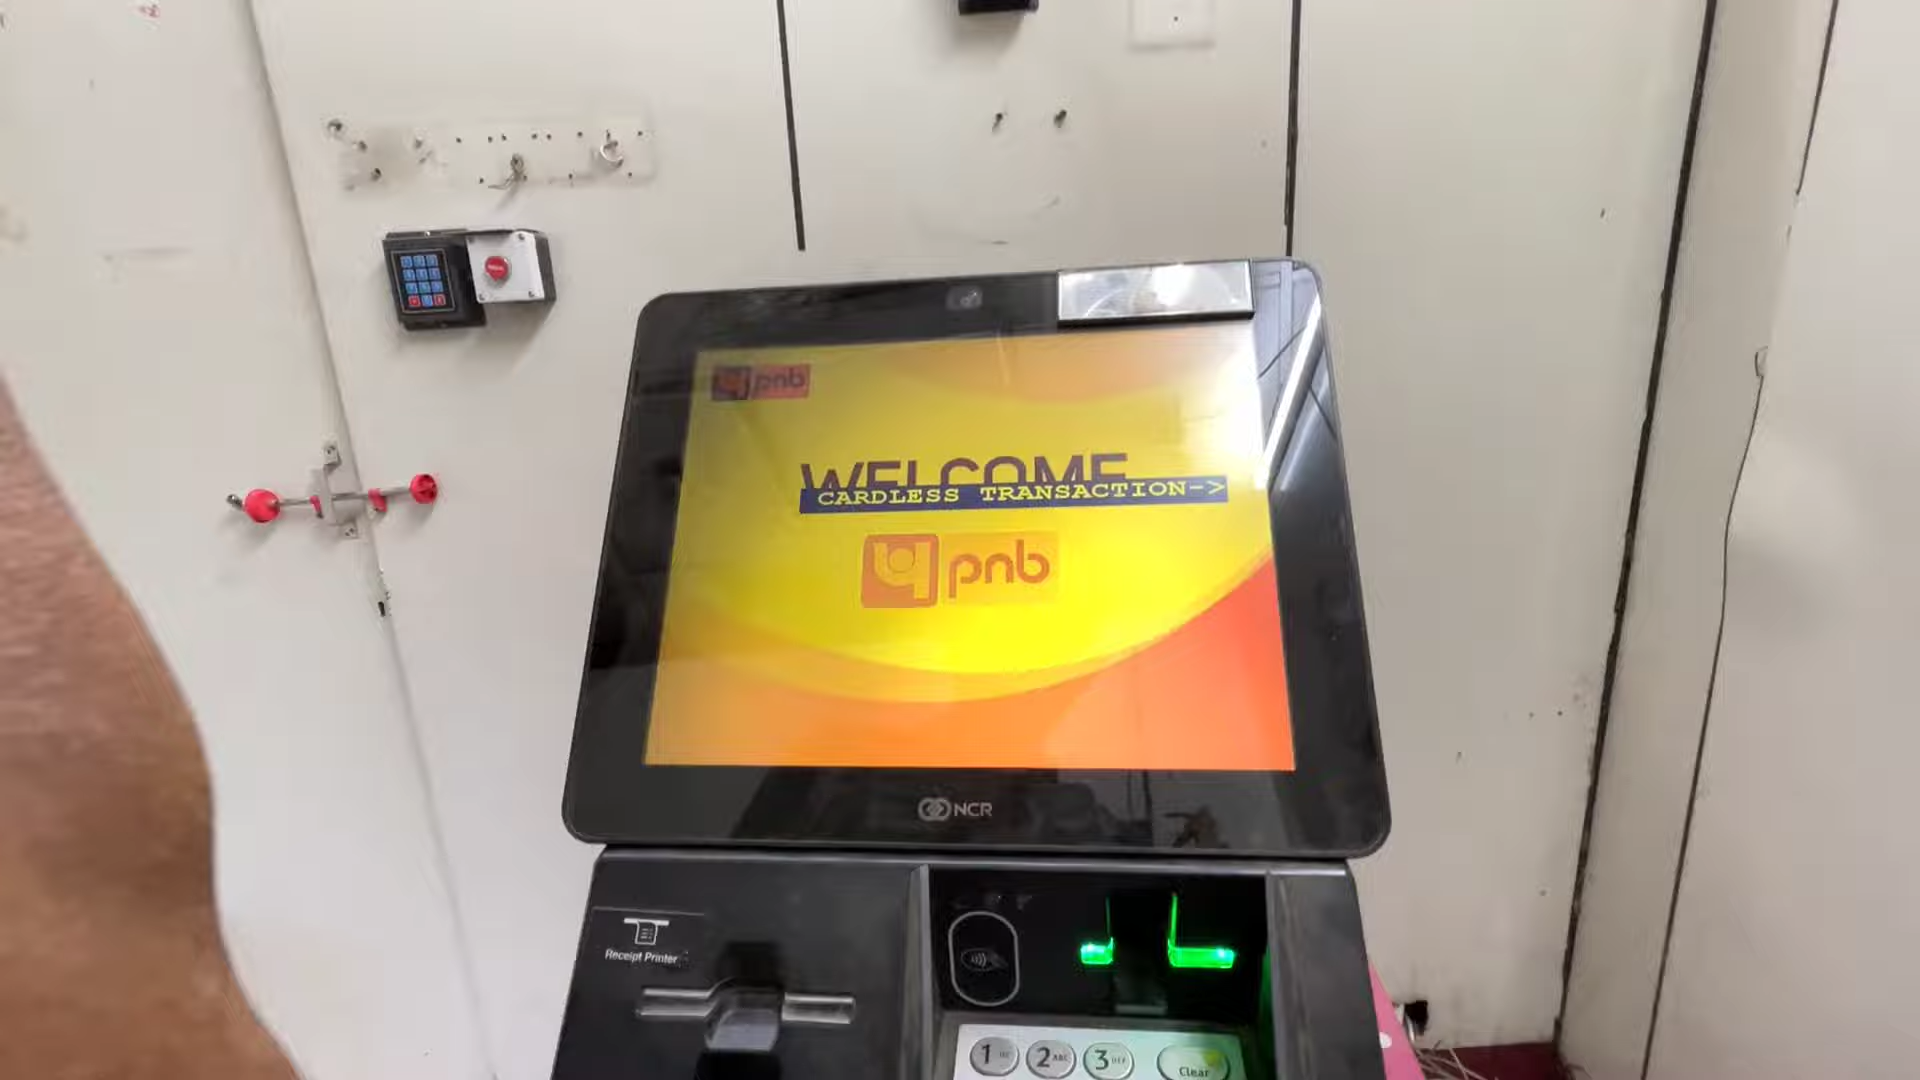 pnb
WELCOME
CARDLESS TRANSACTION->
pnb
NCR
Receipt Printer
1
2 ABC
3 DEF
Clear